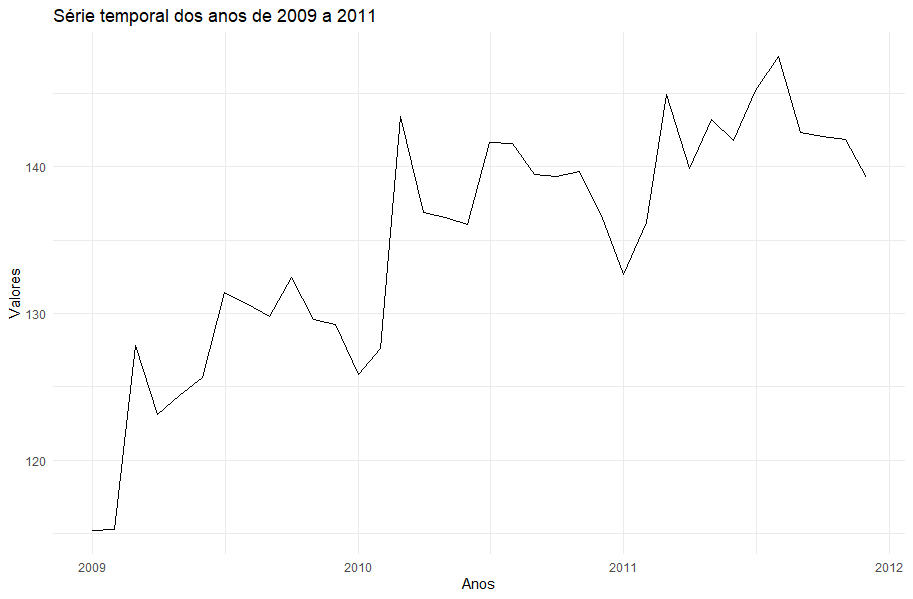 Série temporal dos anos de 2009 a 2011
Valores
140
130
120
2009 2010 2011 2012
Anos